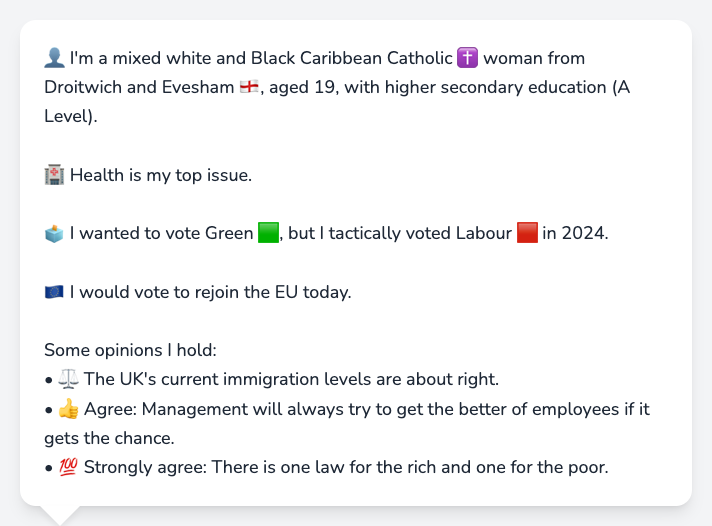 👤 I'm a mixed white and Black Caribbean Catholic ✝️ woman from
Droitwich and Evesham 🏴󠁧󠁢󠁥󠁮󠁧󠁿, aged 19, with higher secondary education (A
Level).
🏥 Health is my top issue.
🗳️ I wanted to vote Green 🟩, but I tactically voted Labour 🟥 in 2024.
🇪🇺 I would vote to rejoin the EU today.
Some opinions I hold:
• ⚖️ The UK's current immigration levels are about right.
• 👍 Agree: Management will always try to get the better of employees if it
gets the chance.
• 💯 Strongly agree: There is one law for the rich and one for the poor.